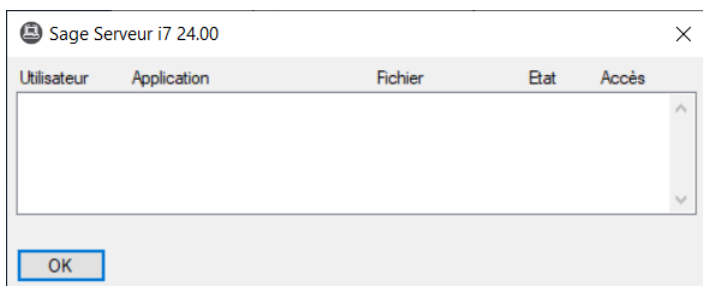 Sage Serveur i7 24.00
Utilisateur Application Fichier Etat Accès
OK